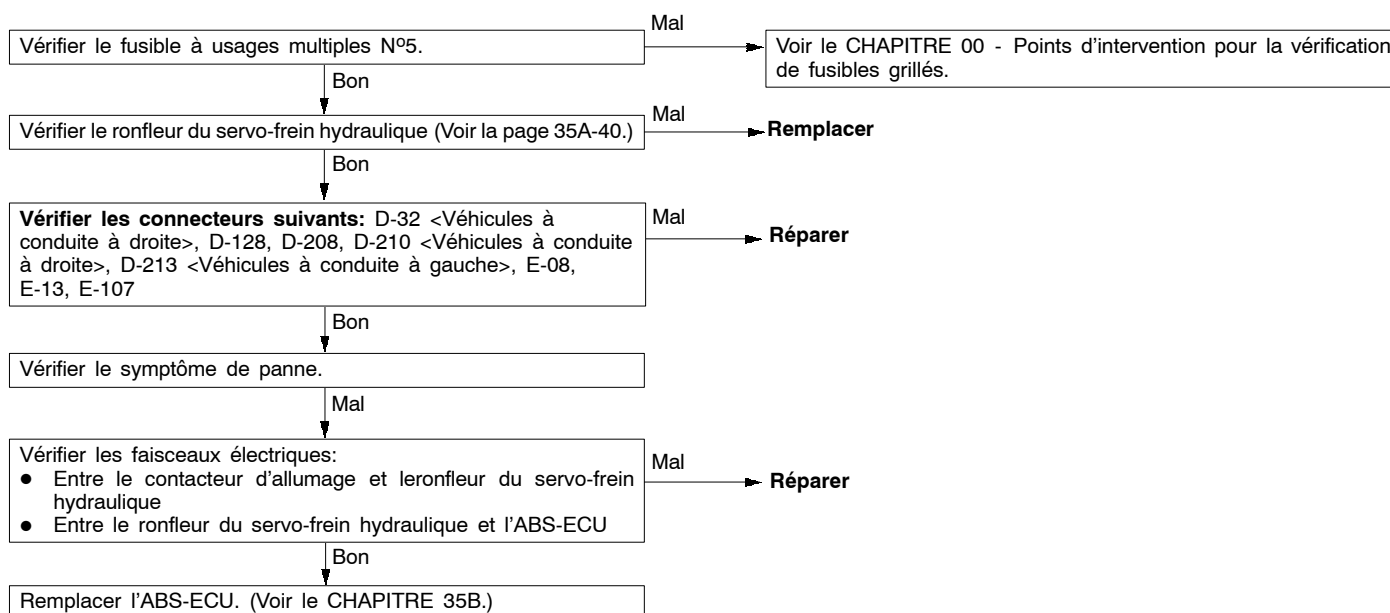 Mal
Vérifier le fusible à usages multiples Nº5.
Voir le CHAPITRE 00 - Points d'intervention pour la vérification
de fusibles grillés.
Bon
Mal
Vérifier le ronfleur du servo-frein hydraulique (Voir la page 35A-40.)
Remplacer
Bon
Vérifier les connecteurs suivants: D-32 <Véhicules à
conduite à droite>, D-128, D-208, D-210 <Véhicules à conduite
à droite>, D-213 <Véhicules à conduite à gauche>, E-08,
E-13, E-107
Mal
Réparer
Bon
Vérifier le symptôme de panne.
Mal
Vérifier les faisceaux électriques:
● Entre le contacteur d'allumage et leronfleur du servo-frein
hydraulique
● Entre le ronfleur du servo-frein hydraulique et l'ABS-ECU
Mal
Réparer
Bon
Remplacer l'ABS-ECU. (Voir le CHAPITRE 35B.)